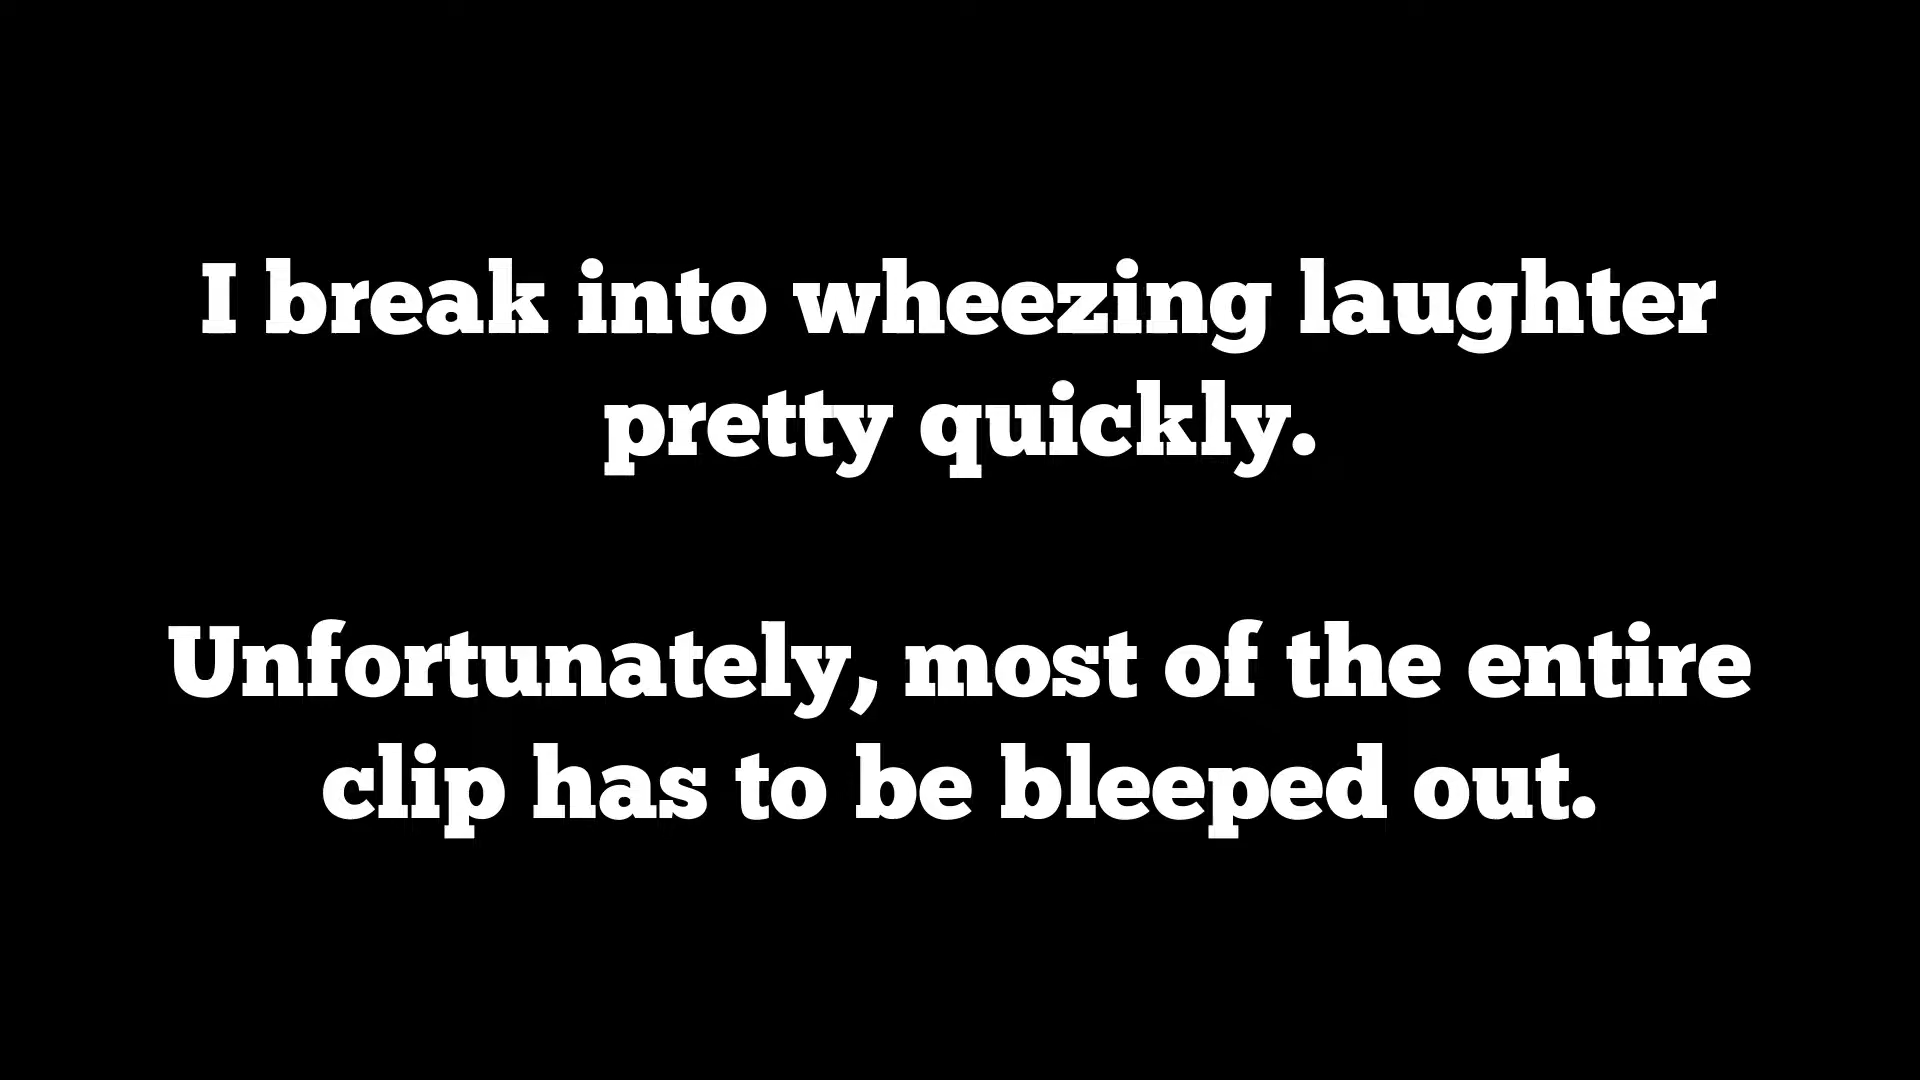 I break into wheezing laughter
pretty quickly.
Unfortunately, most of the entire
clip has to be bleeped out.